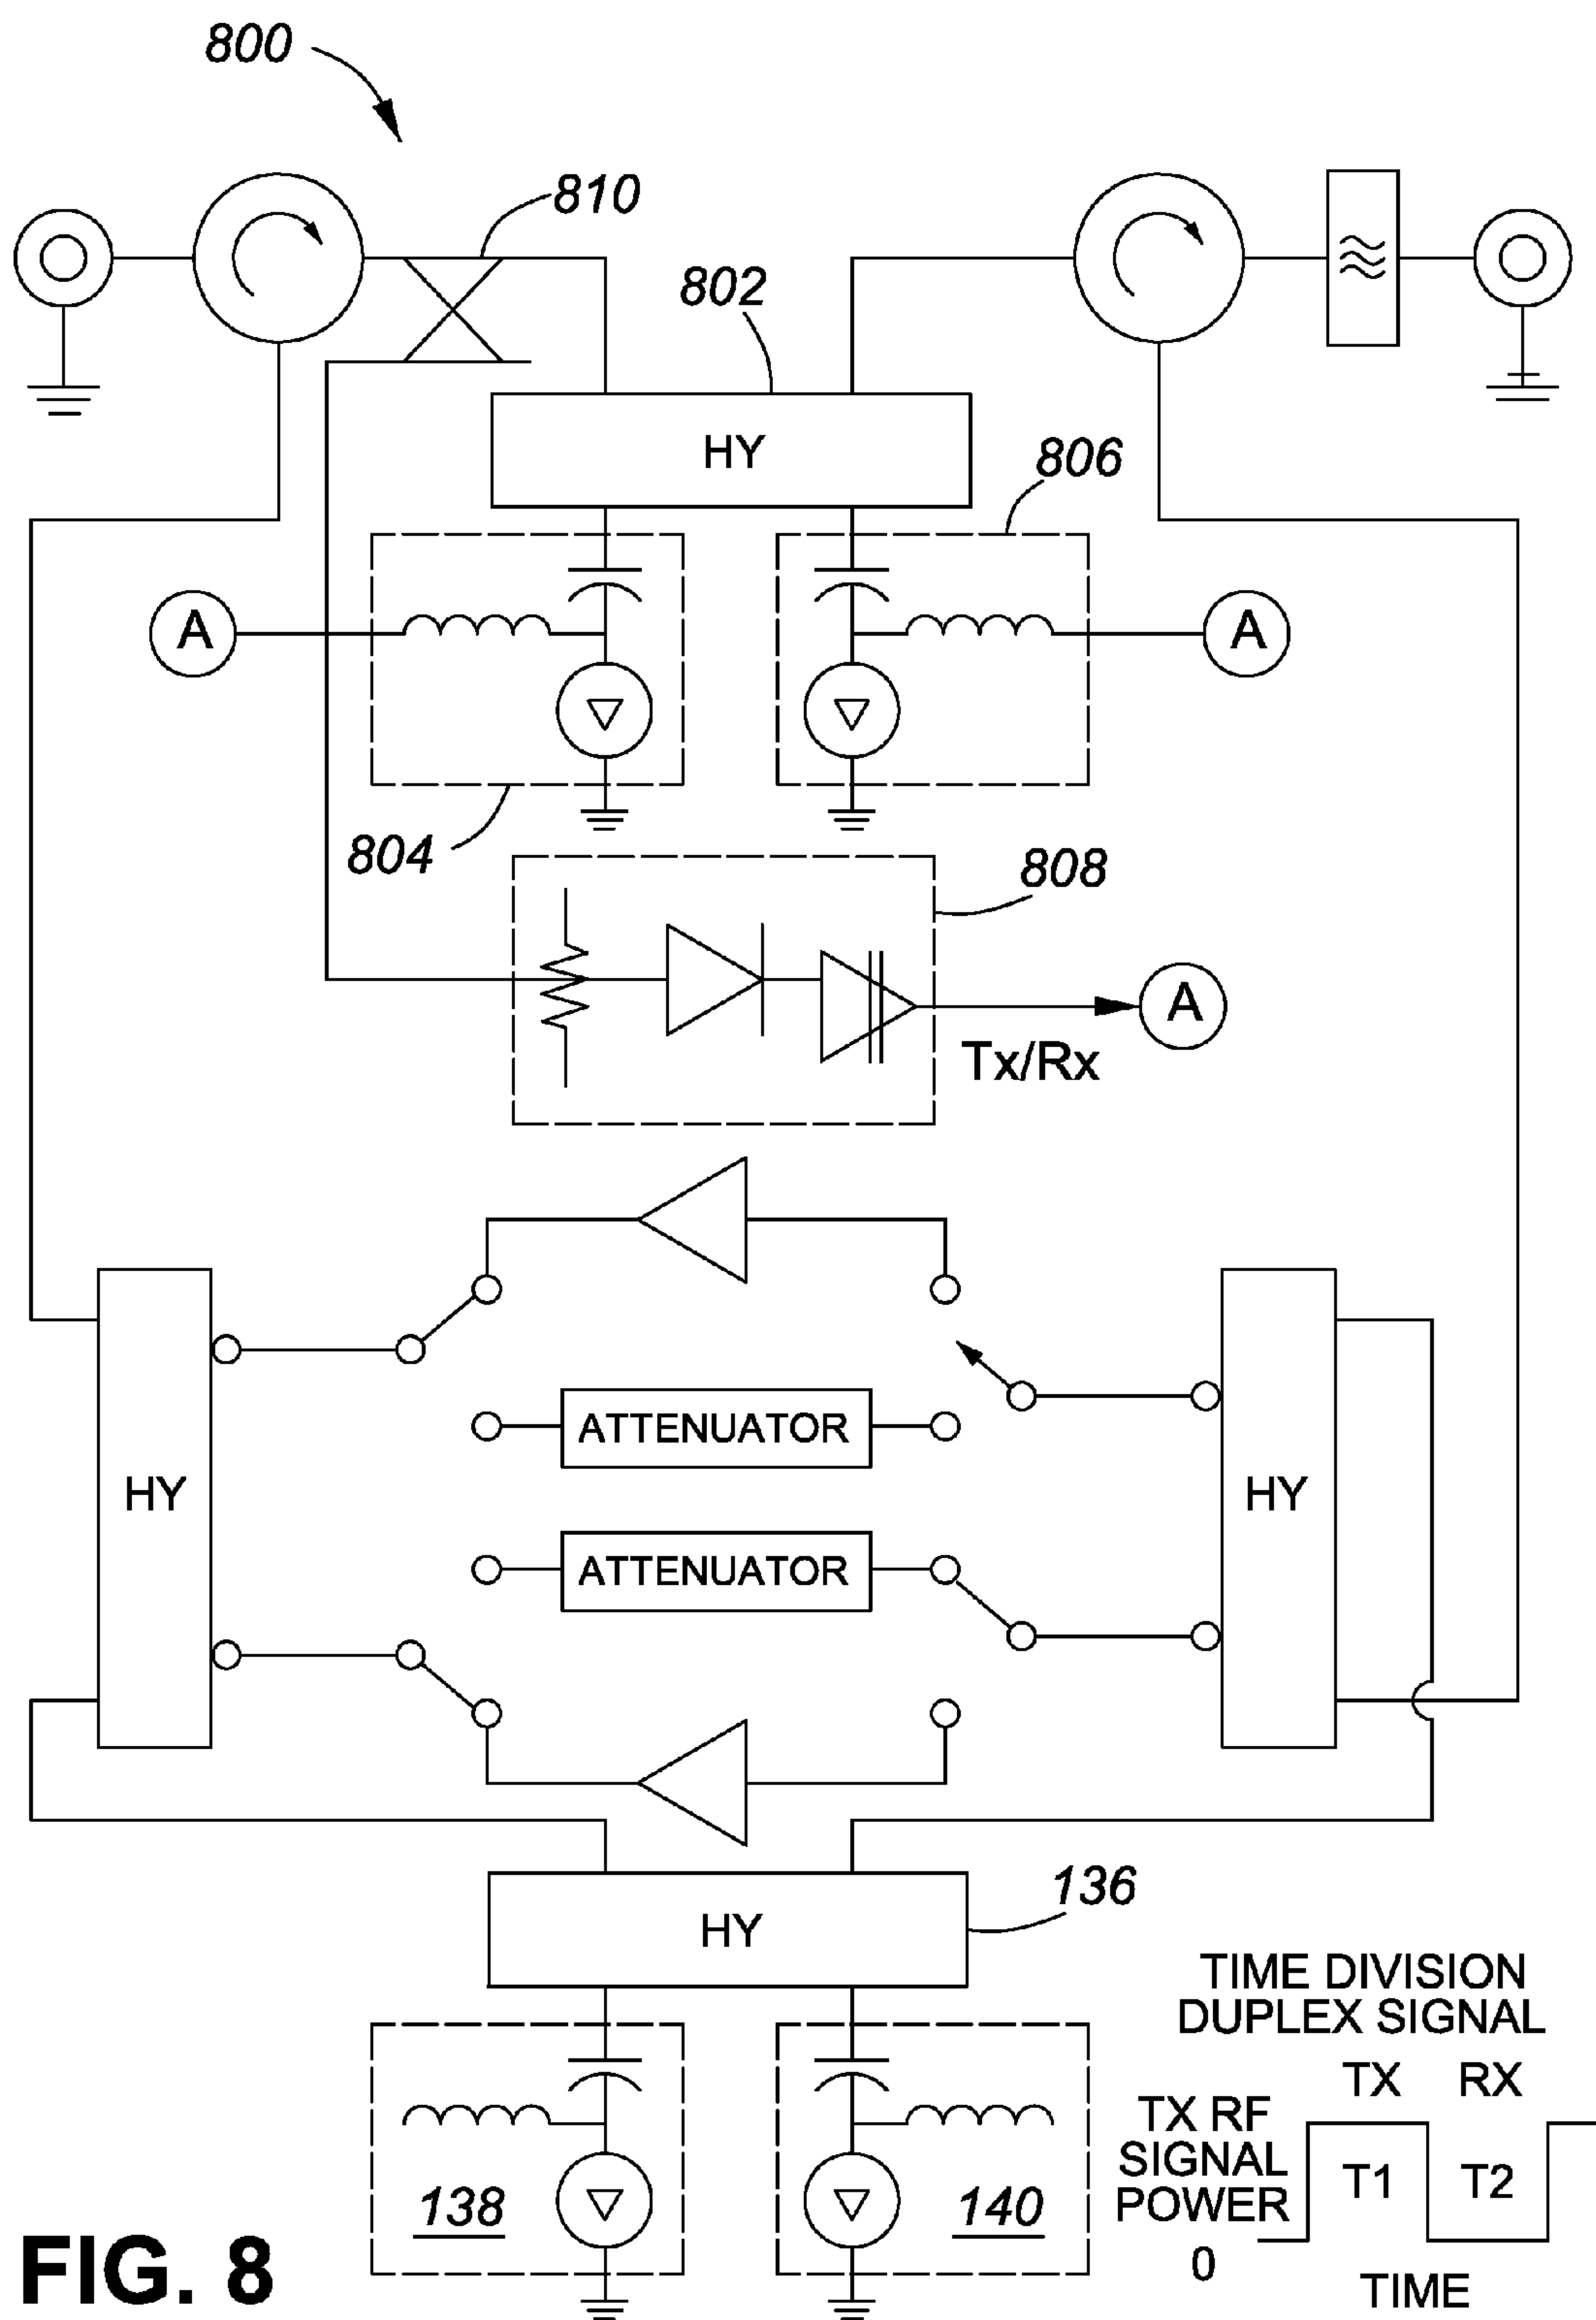 800
810
802
HY
806
A
A
804
808
A
Tx/Rx
ATTENUATOR
HY
HY
ATTENUATOR
136
HY
TIME DIVISION
DUPLEX SIGNAL
TX RX
TX RF
SIGNAL
POWER
T1 T2
138
140
0
TIME
FIG. 8